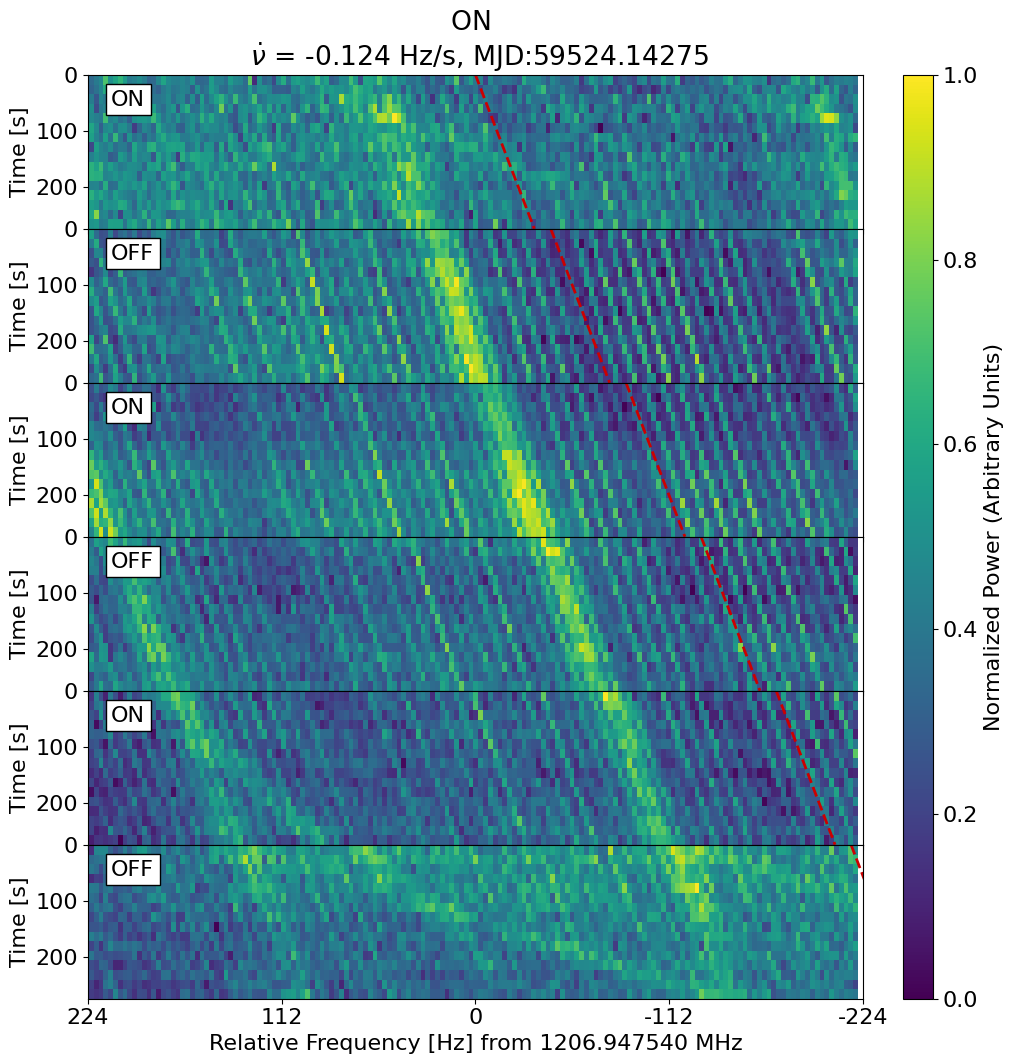 ON
ν̇ = -0.124 Hz/s, MJD:59524.14275
0
100
200
Time [s]
ON
0
100
200
Time [s]
OFF
0
100
200
Time [s]
ON
0
100
200
Time [s]
OFF
0
100
200
Time [s]
ON
0
100
200
Time [s]
OFF
224 112 0 -112 -224
Relative Frequency [Hz] from 1206.947540 MHz
1.0
0.8
0.6
0.4
0.2
0.0
Normalized Power (Arbitrary Units)